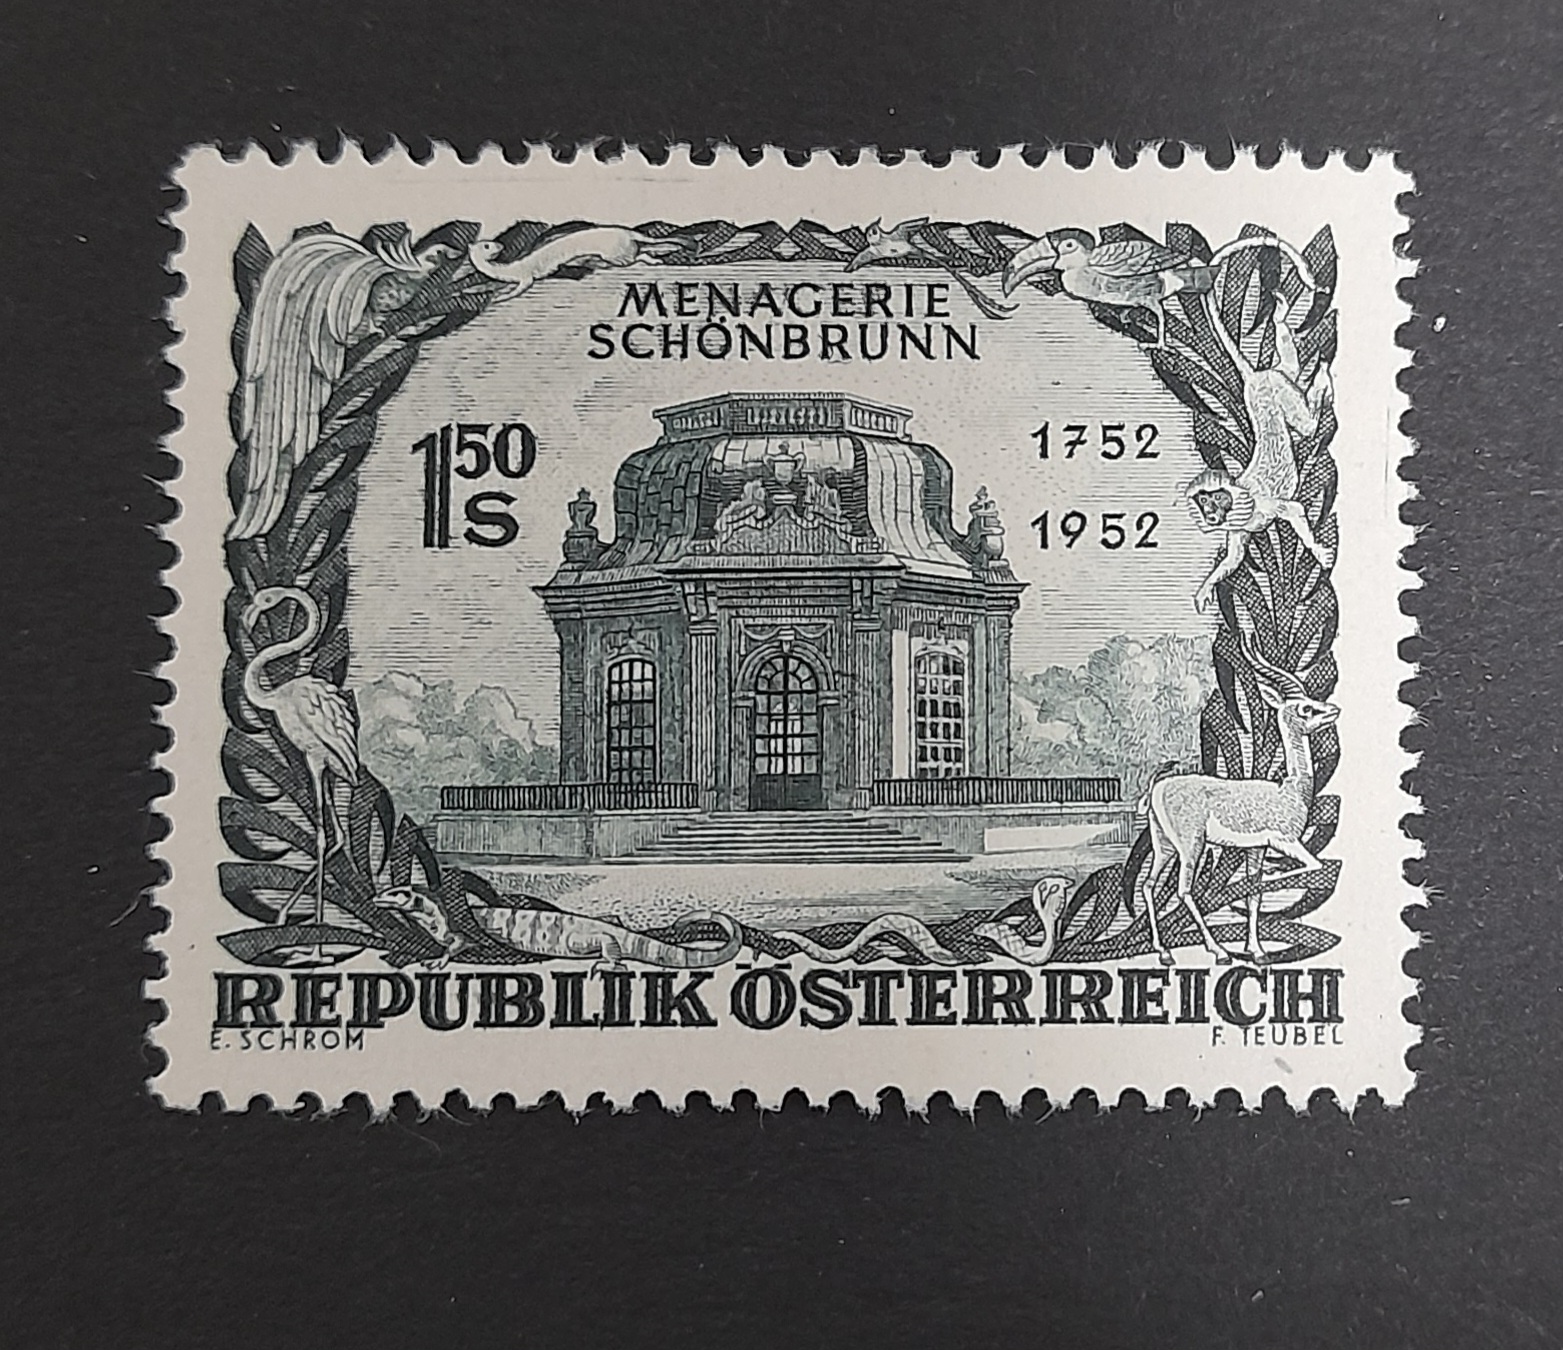 MENAGERIE
SCHÖNBRUNN
1 50 S
1752
1952
REPUBLIK ÖSTERREICH
E. SCHROM
F. TEUBEL